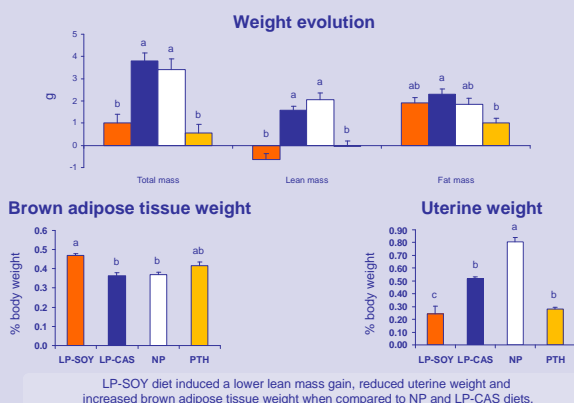 Weight evolution
5
4
3
2
1
0
-1
g
b a a b
b a a b
ab a ab b
Total mass Lean mass Fat mass
Brown adipose tissue weight
0.6
0.5
0.4
0.3
0.2
0.1
0.0
% body weight
a b b ab
LP-SOY LP-CAS NP PTH
Uterine weight
0.90
0.80
0.70
0.60
0.50
0.40
0.30
0.20
0.10
0.00
% body weight
c b a b
LP-SOY LP-CAS NP PTH
LP-SOY diet induced a lower lean mass gain, reduced uterine weight and
increased brown adipose tissue weight when compared to NP and LP-CAS diets.